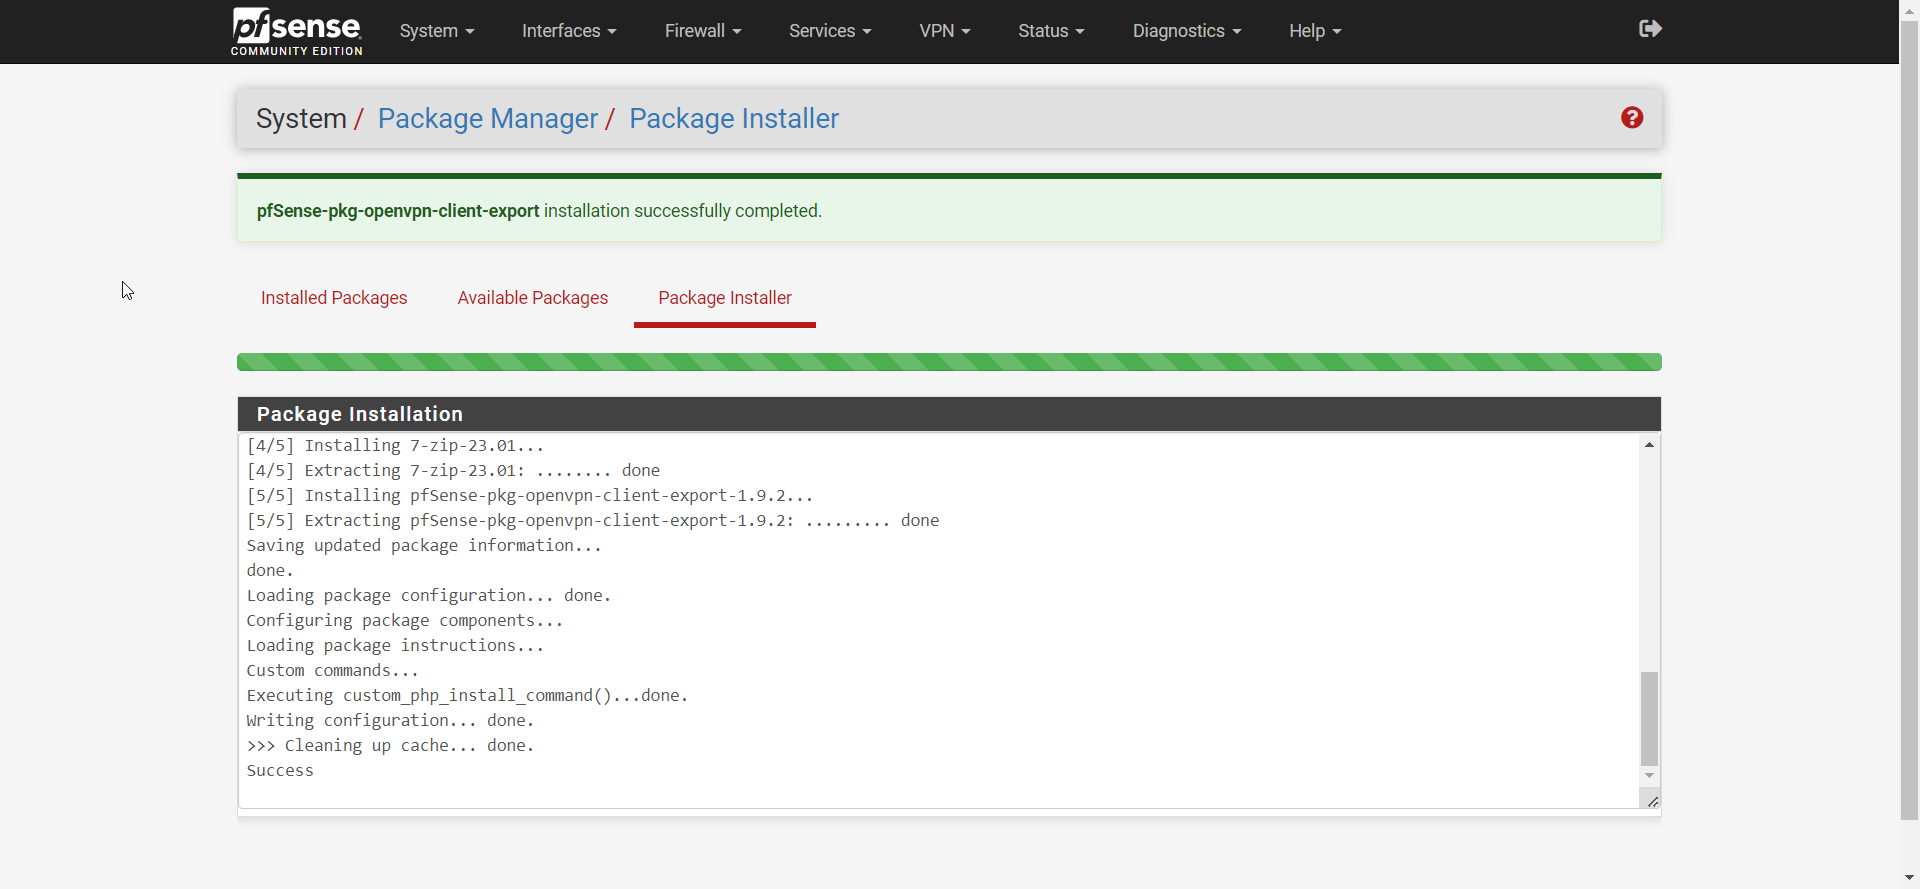 pfsense
COMMUNITY EDITION
System Interfaces Firewall Services VPN Status Diagnostics Help
System / Package Manager / Package Installer
pfSense-pkg-openvpn-client-export installation successfully completed.
Installed Packages Available Packages Package Installer
Package Installation
[4/5] Installing 7-zip-23.01...
[4/5] Extracting 7-zip-23.01: ........ done
[5/5] Installing pfSense-pkg-openvpn-client-export-1.9.2...
[5/5] Extracting pfSense-pkg-openvpn-client-export-1.9.2: ......... done
Saving updated package information...
done.
Loading package configuration... done.
Configuring package components...
Loading package instructions...
Custom commands...
Executing custom_php_install_command()...done.
Writing configuration... done.
>>> Cleaning up cache... done.
Success